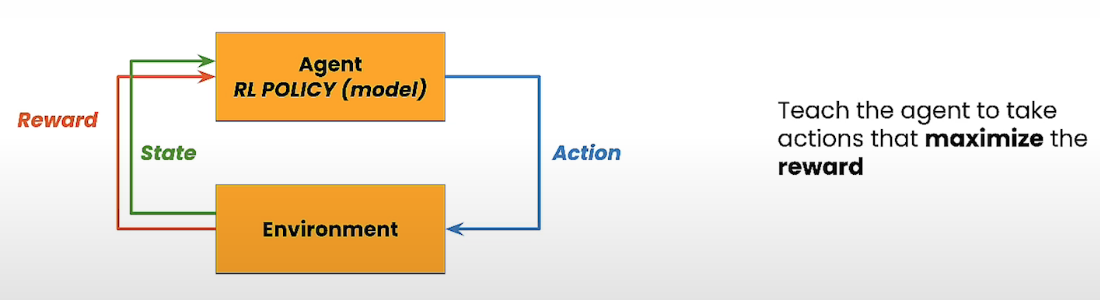 Agent
RL POLICY (model)
Reward
State
Action
Environment
Teach the agent to take
actions that maximize the
reward